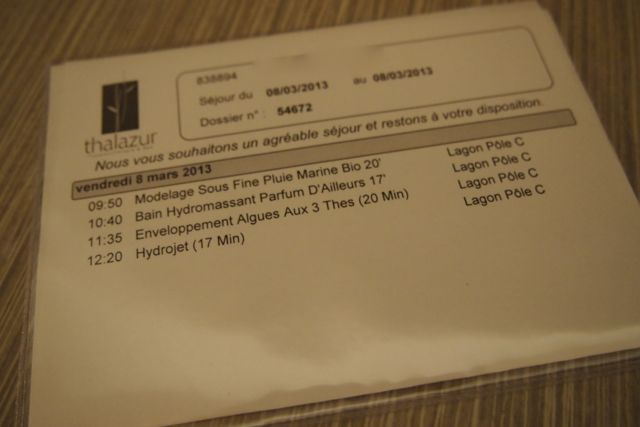 838894
Séjour du 08/03/2013 au 08/03/2013
Dossier n° : 54672
thalazur
Nous vous souhaitons un agréable séjour et restons à votre disposition.
vendredi 8 mars 2013
09:50 Modelage Sous Fine Pluie Marine Bio 20' Lagon Pôle C
10:40 Bain Hydromassant Parfum D'Ailleurs 17' Lagon Pôle C
11:35 Enveloppement Algues Aux 3 Thes (20 Min) Lagon Pôle C
12:20 Hydrojet (17 Min) Lagon Pôle C